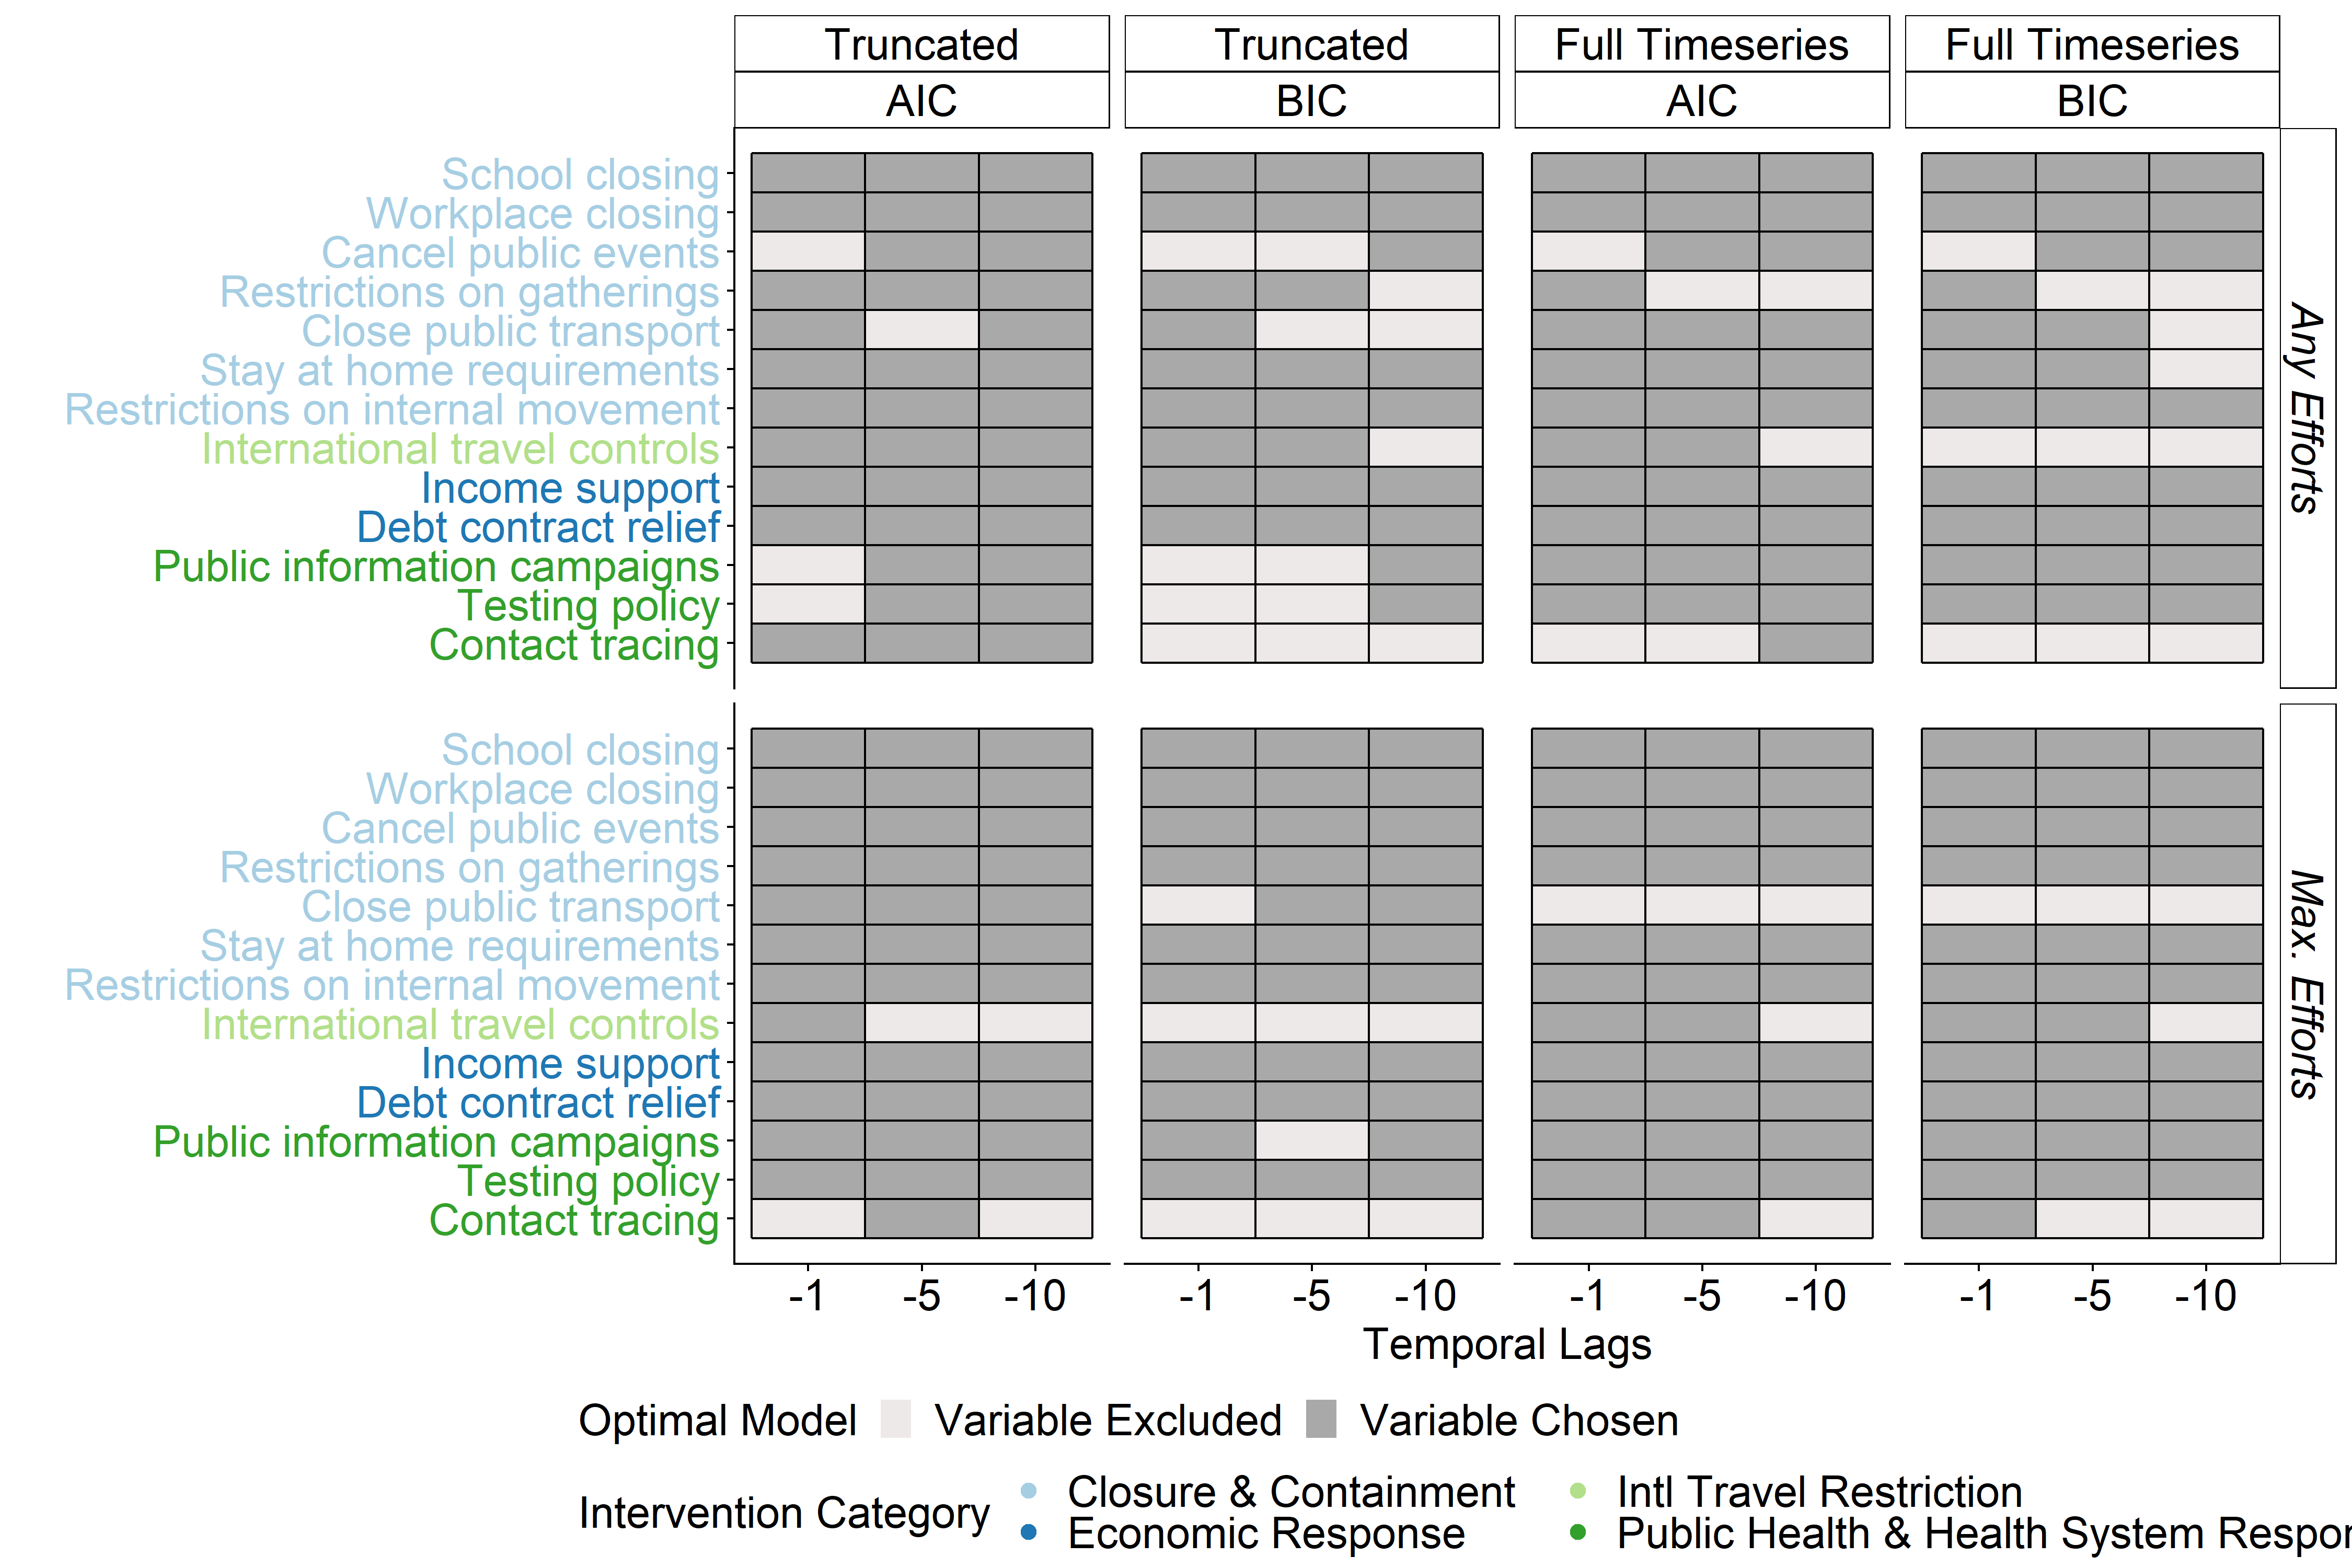 Truncated Truncated Full Timeseries Full Timeseries
AIC BIC AIC BIC
School closing
Workplace closing
Cancel public events
Restrictions on gatherings
Close public transport
Stay at home requirements
Restrictions on internal movement
International travel controls
Income support
Debt contract relief
Public information campaigns
Testing policy
Contact tracing
Any Efforts
School closing
Workplace closing
Cancel public events
Restrictions on gatherings
Close public transport
Stay at home requirements
Restrictions on internal movement
International travel controls
Income support
Debt contract relief
Public information campaigns
Testing policy
Contact tracing
Max. Efforts
-1 -5 -10 -1 -5 -10 -1 -5 -10 -1 -5 -10
Temporal Lags
Optimal Model Variable Excluded Variable Chosen
Intervention Category
Closure & Containment Intl Travel Restriction
Economic Response Public Health & Health System Respor